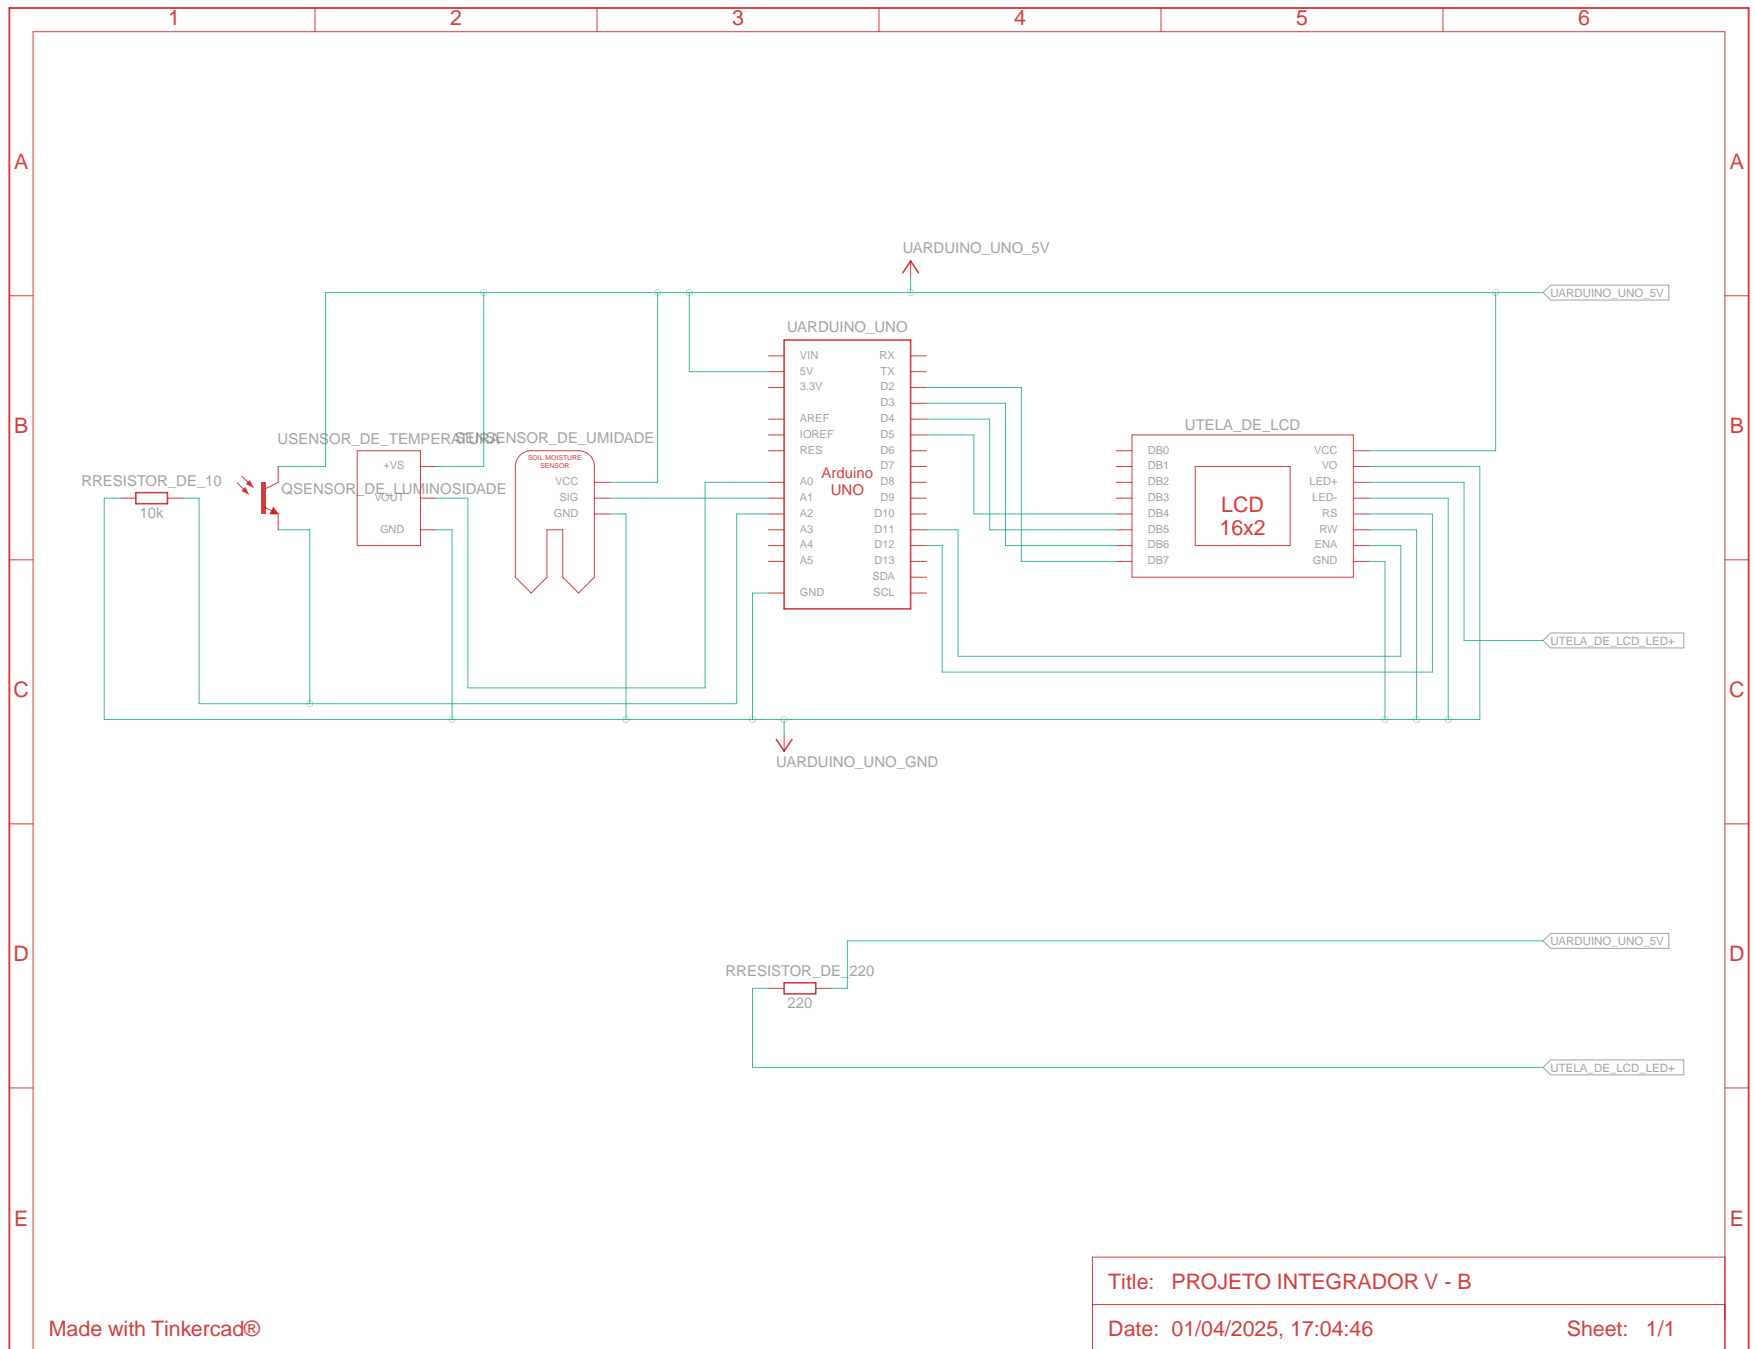 1 2 3 4 5 6
A A
UARDUINO_UNO_5V
UARDUINO_UNO_5V
UARDUINO_UNO
VIN RX
5V TX
3.3V D2
D3
AREF D4
IOREF D5
RES D6
D7
A0 D8
A1 D9
A2 D10
A3 D11
A4 D12
A5 D13
SDA
GND SCL
Arduino
UNO
B B
USENSOR_DE_TEMPERATURA
+VS
VOUT
GND
SENSENSOR_DE_UMIDADE
SOIL MOISTURE
SENSOR
VCC
SIG
GND
RRESISTOR_DE_10
10k
QSENSOR_DE_LUMINOSIDADE
UTELA_DE_LCD
DB0 VCC
DB1 VO
DB2 LED+
DB3 LED-
DB4 RS
DB5 RW
DB6 ENA
DB7 GND
LCD
16x2
UTELA_DE_LCD_LED+
C C
UARDUINO_UNO_GND
D D
UARDUINO_UNO_5V
RRESISTOR_DE_220
220
UTELA_DE_LCD_LED+
E E
Title: PROJETO INTEGRADOR V - B
Made with Tinkercad®
Date: 01/04/2025, 17:04:46 Sheet: 1/1